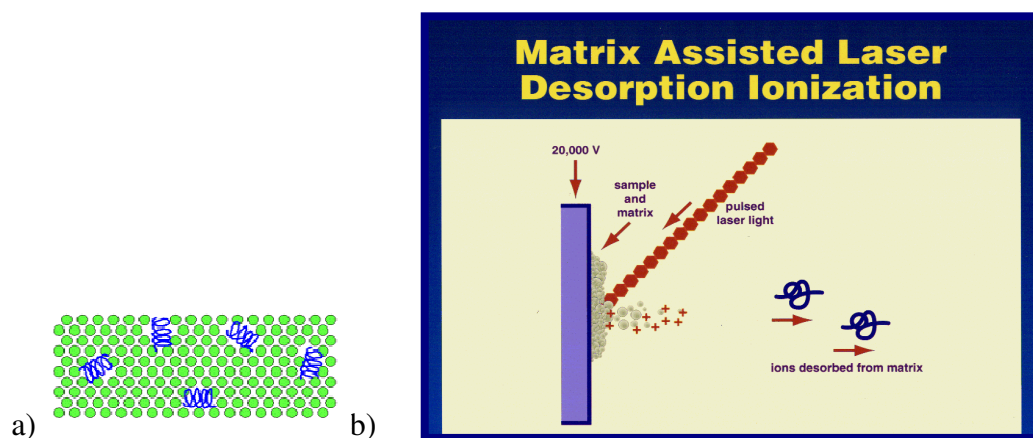 Matrix Assisted Laser
Desorption Ionization
20,000 V
sample
and
matrix
pulsed
laser light
ions desorbed from matrix
a)
b)